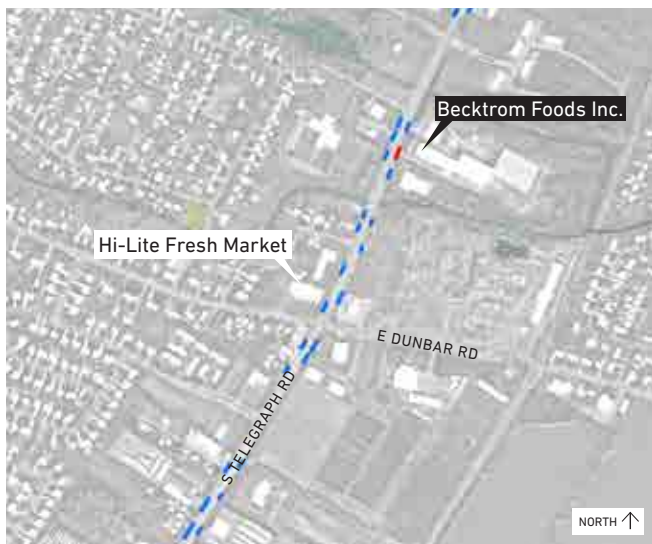 Becktrom Foods Inc.
Hi-Lite Fresh Market
E DUNBAR RD
S TELEGRAPH RD
NORTH